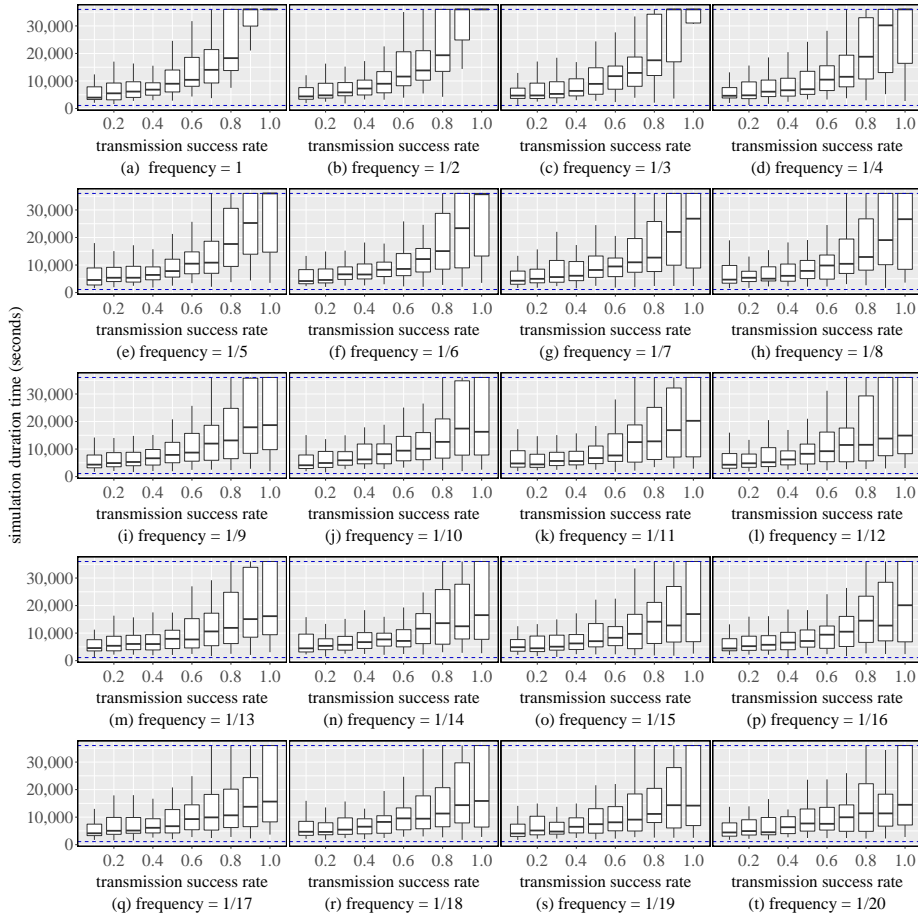 30,000
20,000
10,000
0
0.2 0.4 0.6 0.8 1.0 0.2 0.4 0.6 0.8 1.0 0.2 0.4 0.6 0.8 1.0 0.2 0.4 0.6 0.8 1.0
transmission success rate transmission success rate transmission success rate transmission success rate
(a) frequency = 1 (b) frequency = 1/2 (c) frequency = 1/3 (d) frequency = 1/4
30,000
20,000
10,000
0
0.2 0.4 0.6 0.8 1.0 0.2 0.4 0.6 0.8 1.0 0.2 0.4 0.6 0.8 1.0 0.2 0.4 0.6 0.8 1.0
transmission success rate transmission success rate transmission success rate transmission success rate
(e) frequency = 1/5 (f) frequency = 1/6 (g) frequency = 1/7 (h) frequency = 1/8
simulation duration time (seconds)
30,000
20,000
10,000
0
0.2 0.4 0.6 0.8 1.0 0.2 0.4 0.6 0.8 1.0 0.2 0.4 0.6 0.8 1.0 0.2 0.4 0.6 0.8 1.0
transmission success rate transmission success rate transmission success rate transmission success rate
(i) frequency = 1/9 (j) frequency = 1/10 (k) frequency = 1/11 (l) frequency = 1/12
30,000
20,000
10,000
0
0.2 0.4 0.6 0.8 1.0 0.2 0.4 0.6 0.8 1.0 0.2 0.4 0.6 0.8 1.0 0.2 0.4 0.6 0.8 1.0
transmission success rate transmission success rate transmission success rate transmission success rate
(m) frequency = 1/13 (n) frequency = 1/14 (o) frequency = 1/15 (p) frequency = 1/16
30,000
20,000
10,000
0
0.2 0.4 0.6 0.8 1.0 0.2 0.4 0.6 0.8 1.0 0.2 0.4 0.6 0.8 1.0 0.2 0.4 0.6 0.8 1.0
transmission success rate transmission success rate transmission success rate transmission success rate
(q) frequency = 1/17 (r) frequency = 1/18 (s) frequency = 1/19 (t) frequency = 1/20